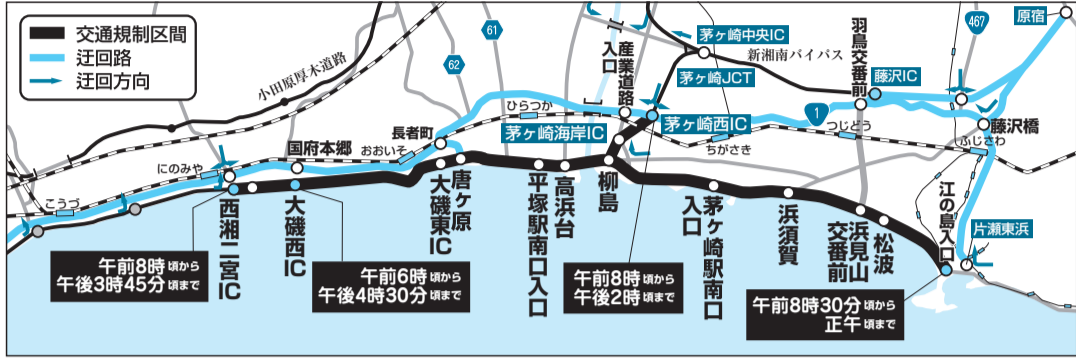 交通規制区間
迂回路
迂回方向
小田原厚木道路
61
62
産業道路入口
茅ヶ崎中央IC
茅ヶ崎JCT
新湘南バイパス
羽鳥交番前
藤沢IC
467
原宿
長者町
ひらつか
茅ヶ崎海岸IC
茅ヶ崎西IC
1
つじどう
藤沢橋
ふじさわ
ちがさき
国府本郷
おおいそ
にのみや
こうづ
西湘二宮IC
大磯西IC
大磯東IC
唐ヶ原
平塚駅南口入口
高浜台
柳島
茅ヶ崎駅南口入口
浜須賀
浜見山交番前
松波
江の島入口
片瀬東浜
午前8時頃から
午後3時45分頃まで
午前6時頃から
午後4時30分頃まで
午前8時頃から
午後2時頃まで
午前8時30分頃から
正午頃まで